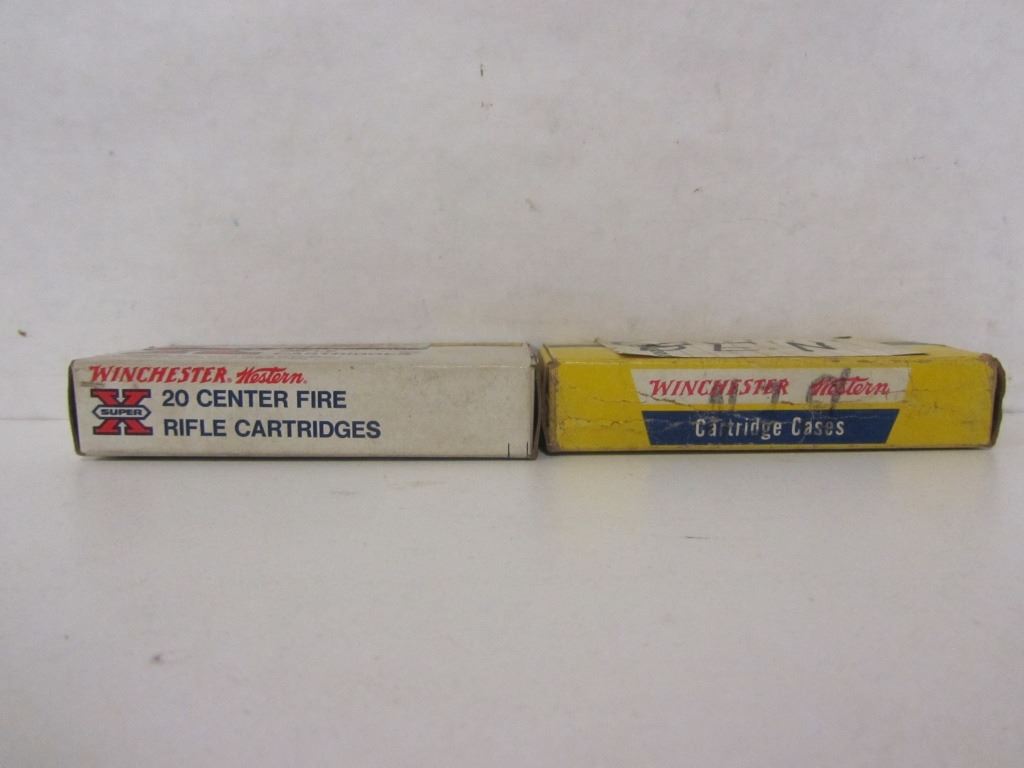 WINCHESTER Western
SUPER X
20 CENTER FIRE
RIFLE CARTRIDGES
WINCHESTER Western
Cartridge Cases